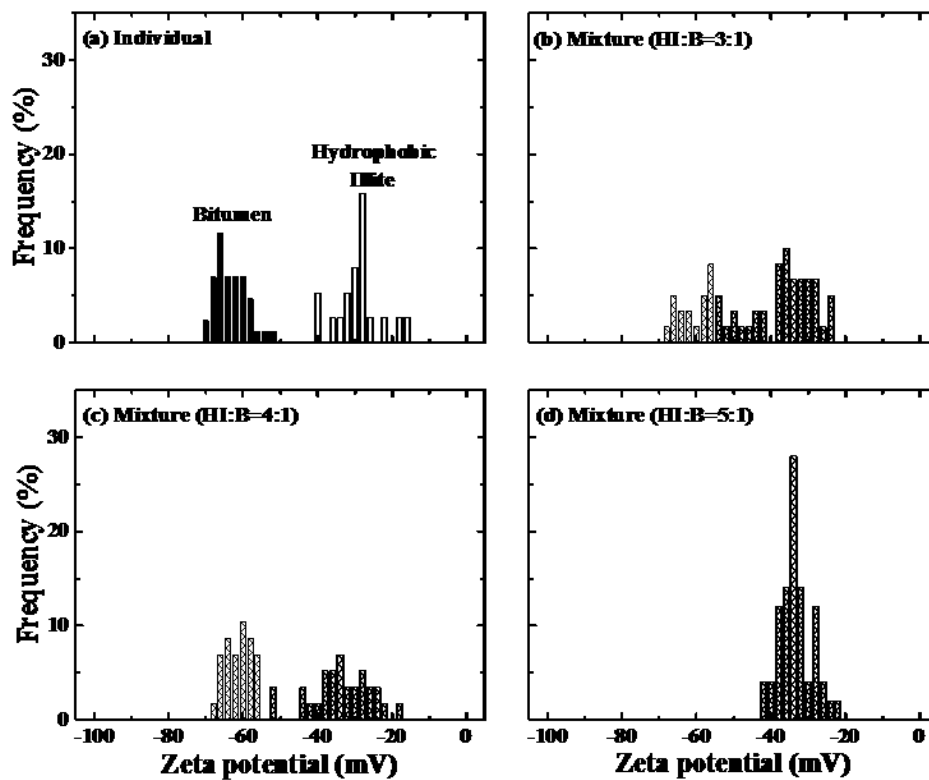 (a) Individual
(b) Mixture (HI:B=3:1)
30
20
10
0
Frequency (%)
Hydrophobic
Illite
Bitumen
(c) Mixture (HI:B=4:1)
(d) Mixture (HI:B=5:1)
30
20
10
0
Frequency (%)
-100 -80 -60 -40 -20 0
-100 -80 -60 -40 -20 0
Zeta potential (mV)
Zeta potential (mV)